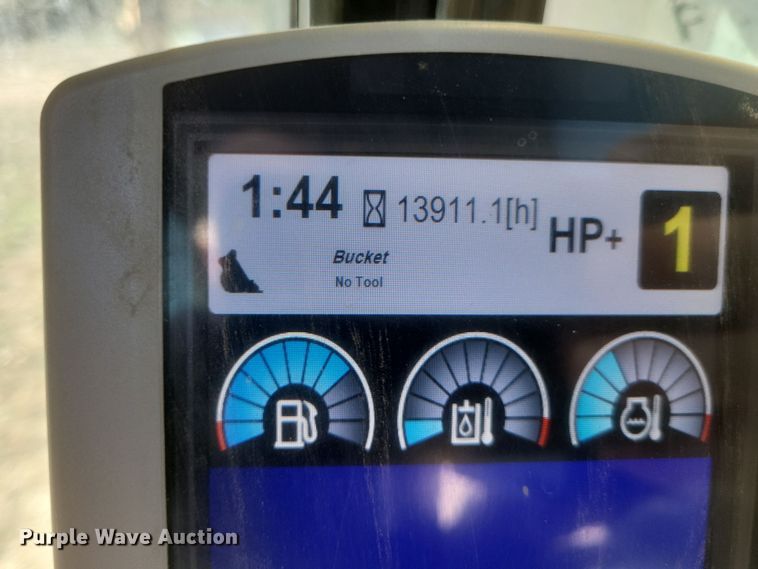 1:44 13911.1[h] HP+ 1
Bucket
No Tool
Purple Wave Auction